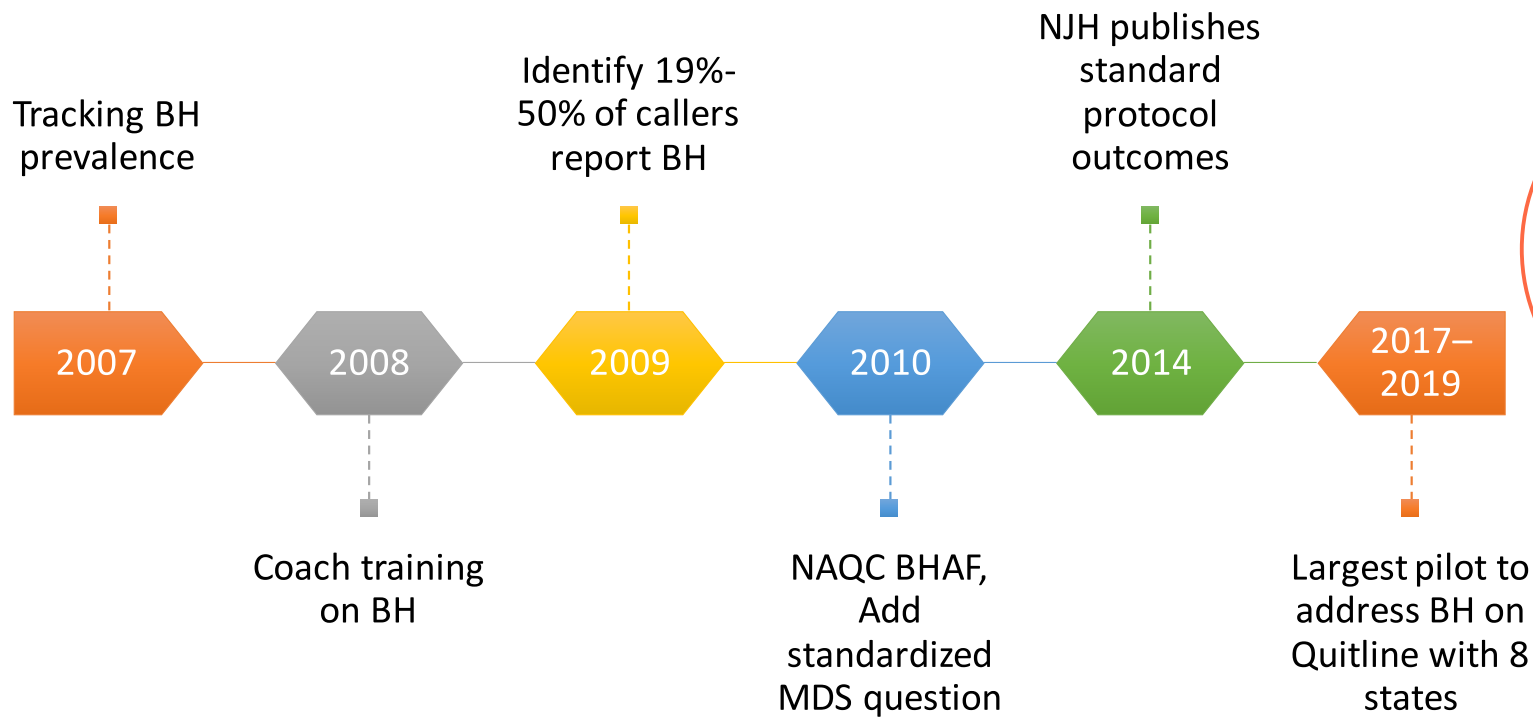 Tracking BH
prevalence
Identify 19%-
50% of callers
report BH
NJH publishes
standard
protocol
outcomes
2007
2008
2009
2010
2014
2017–
2019
Coach training
on BH
NAQC BHAF,
Add
standardized
MDS question
Largest pilot to
address BH on
Quitline with 8
states